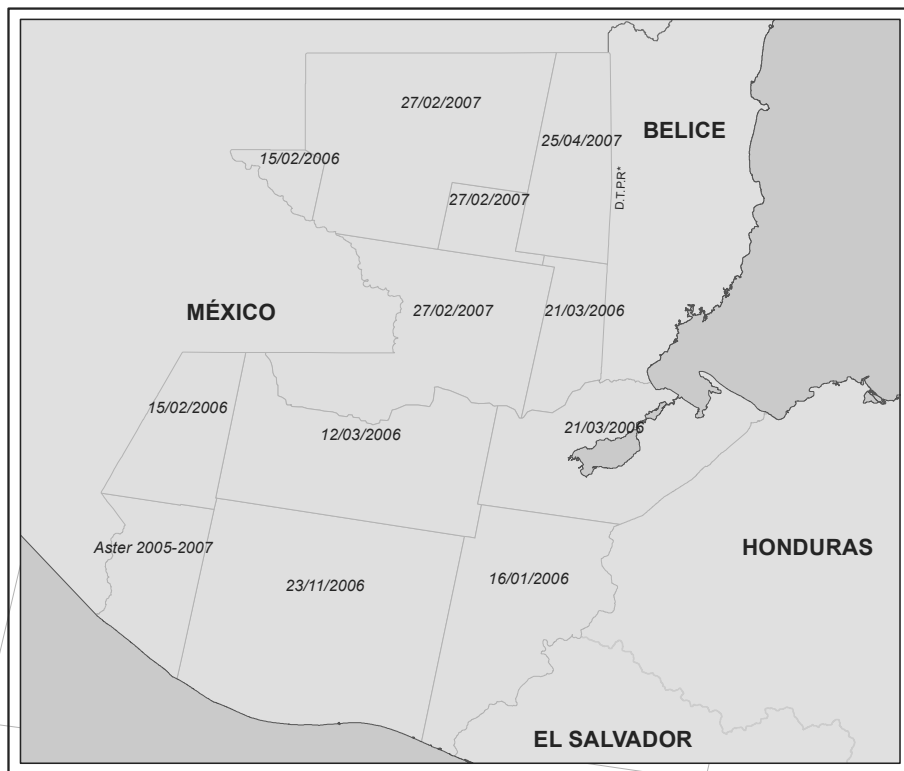 27/02/2007
25/04/2007
BELICE
15/02/2006
27/02/2007
D.T.P.R*
MÉXICO
27/02/2007
21/03/2006
15/02/2006
12/03/2006
21/03/2006
Aster 2005-2007
23/11/2006
16/01/2006
HONDURAS
EL SALVADOR